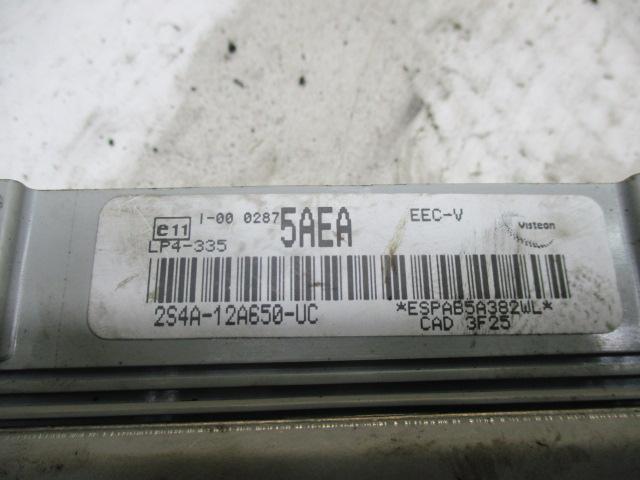 e11 I-00 0287 5AEA EEC-V Visteon
LP4-335
2S4A-12A650-UC *ESPAB5A382WL*
CAD 3F25